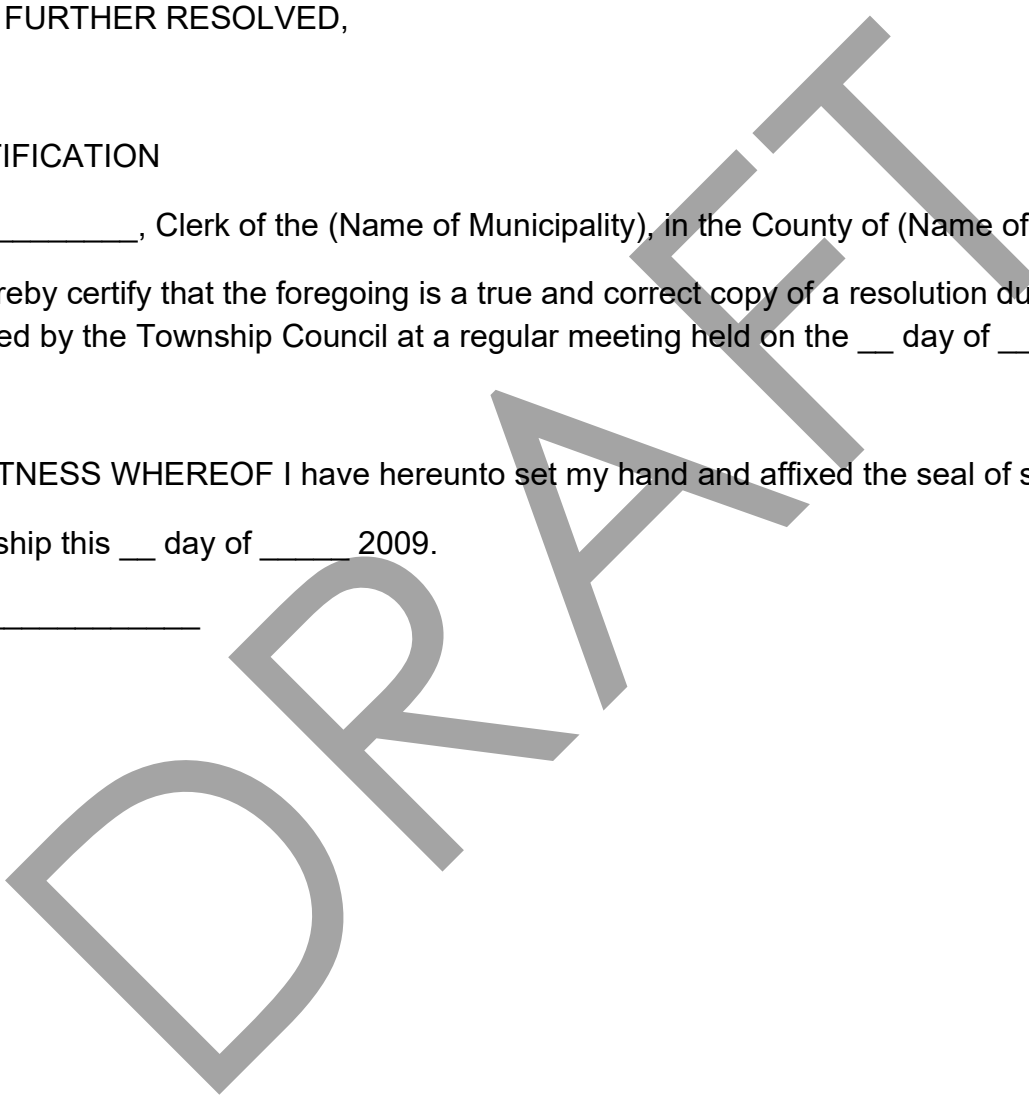 FURTHER RESOLVED,
TIFICATION
________, Clerk of the (Name of Municipality), in the County of (Name of
reby certify that the foregoing is a true and correct copy of a resolution du
ed by the Township Council at a regular meeting held on the __ day of __
TNESS WHEREOF I have hereunto set my hand and affixed the seal of s
ship this __ day of _____ 2009.
___________
DRAFT